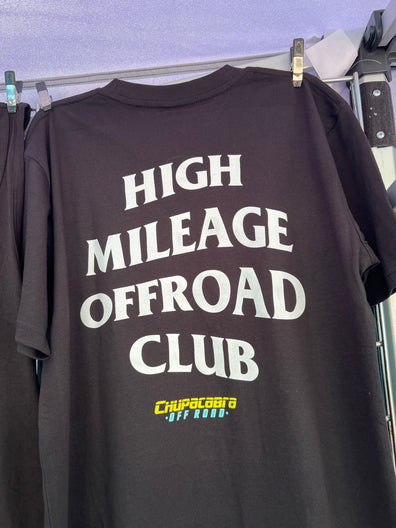 HIGH
MILEAGE
OFFROAD
CLUB
CHUPACABRA
·OFF ROAD·